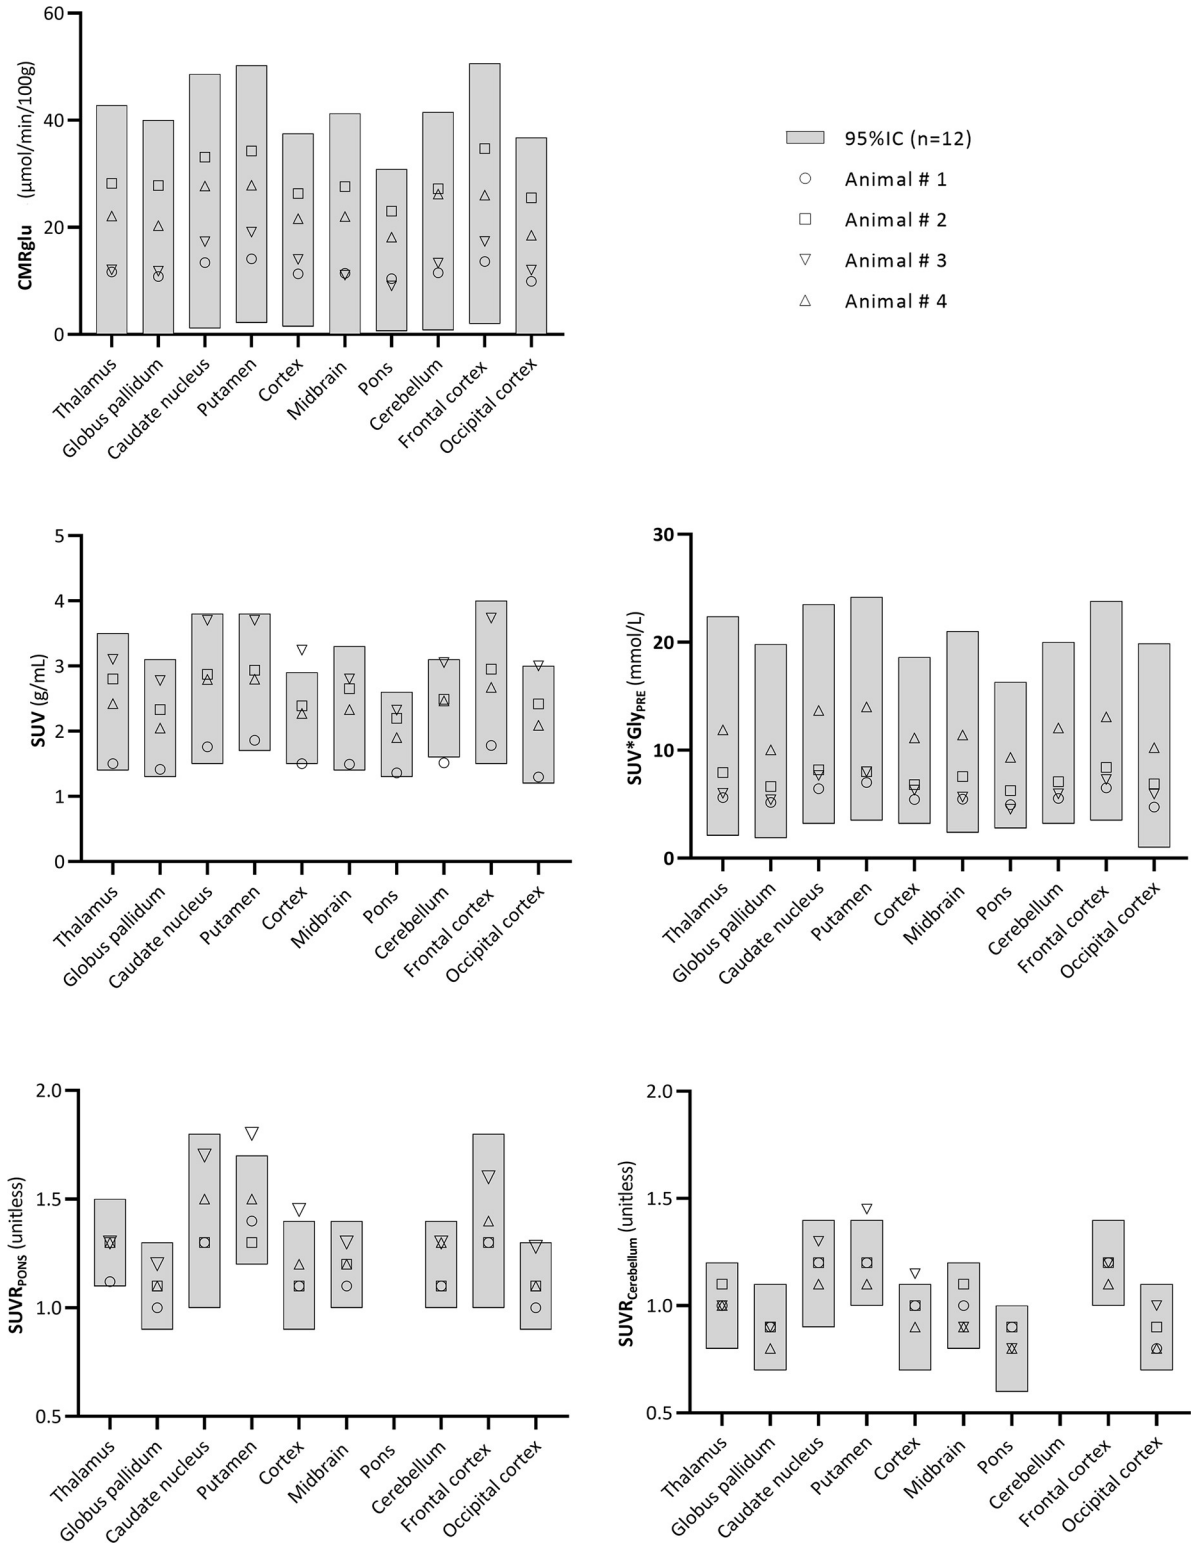 60
40
20
0
CMRglu (µmol/min/100g)
Thalamus
Globus pallidum
Caudate nucleus
Putamen
Cortex
Midbrain
Pons
Cerebellum
Frontal cortex
Occipital cortex
95%IC (n=12)
Animal # 1
Animal # 2
Animal # 3
Animal # 4
5
4
3
2
1
0
SUV (g/mL)
Thalamus
Globus pallidum
Caudate nucleus
Putamen
Cortex
Midbrain
Pons
Cerebellum
Frontal cortex
Occipital cortex
30
20
10
0
SUV*GlyPRE (mmol/L)
Thalamus
Globus pallidum
Caudate nucleus
Putamen
Cortex
Midbrain
Pons
Cerebellum
Frontal cortex
Occipital cortex
2.0
1.5
1.0
0.5
SUVRPONS (unitless)
Thalamus
Globus pallidum
Caudate nucleus
Putamen
Cortex
Midbrain
Pons
Cerebellum
Frontal cortex
Occipital cortex
2.0
1.5
1.0
0.5
SUVRCerebellum (unitless)
Thalamus
Globus pallidum
Caudate nucleus
Putamen
Cortex
Midbrain
Pons
Cerebellum
Frontal cortex
Occipital cortex